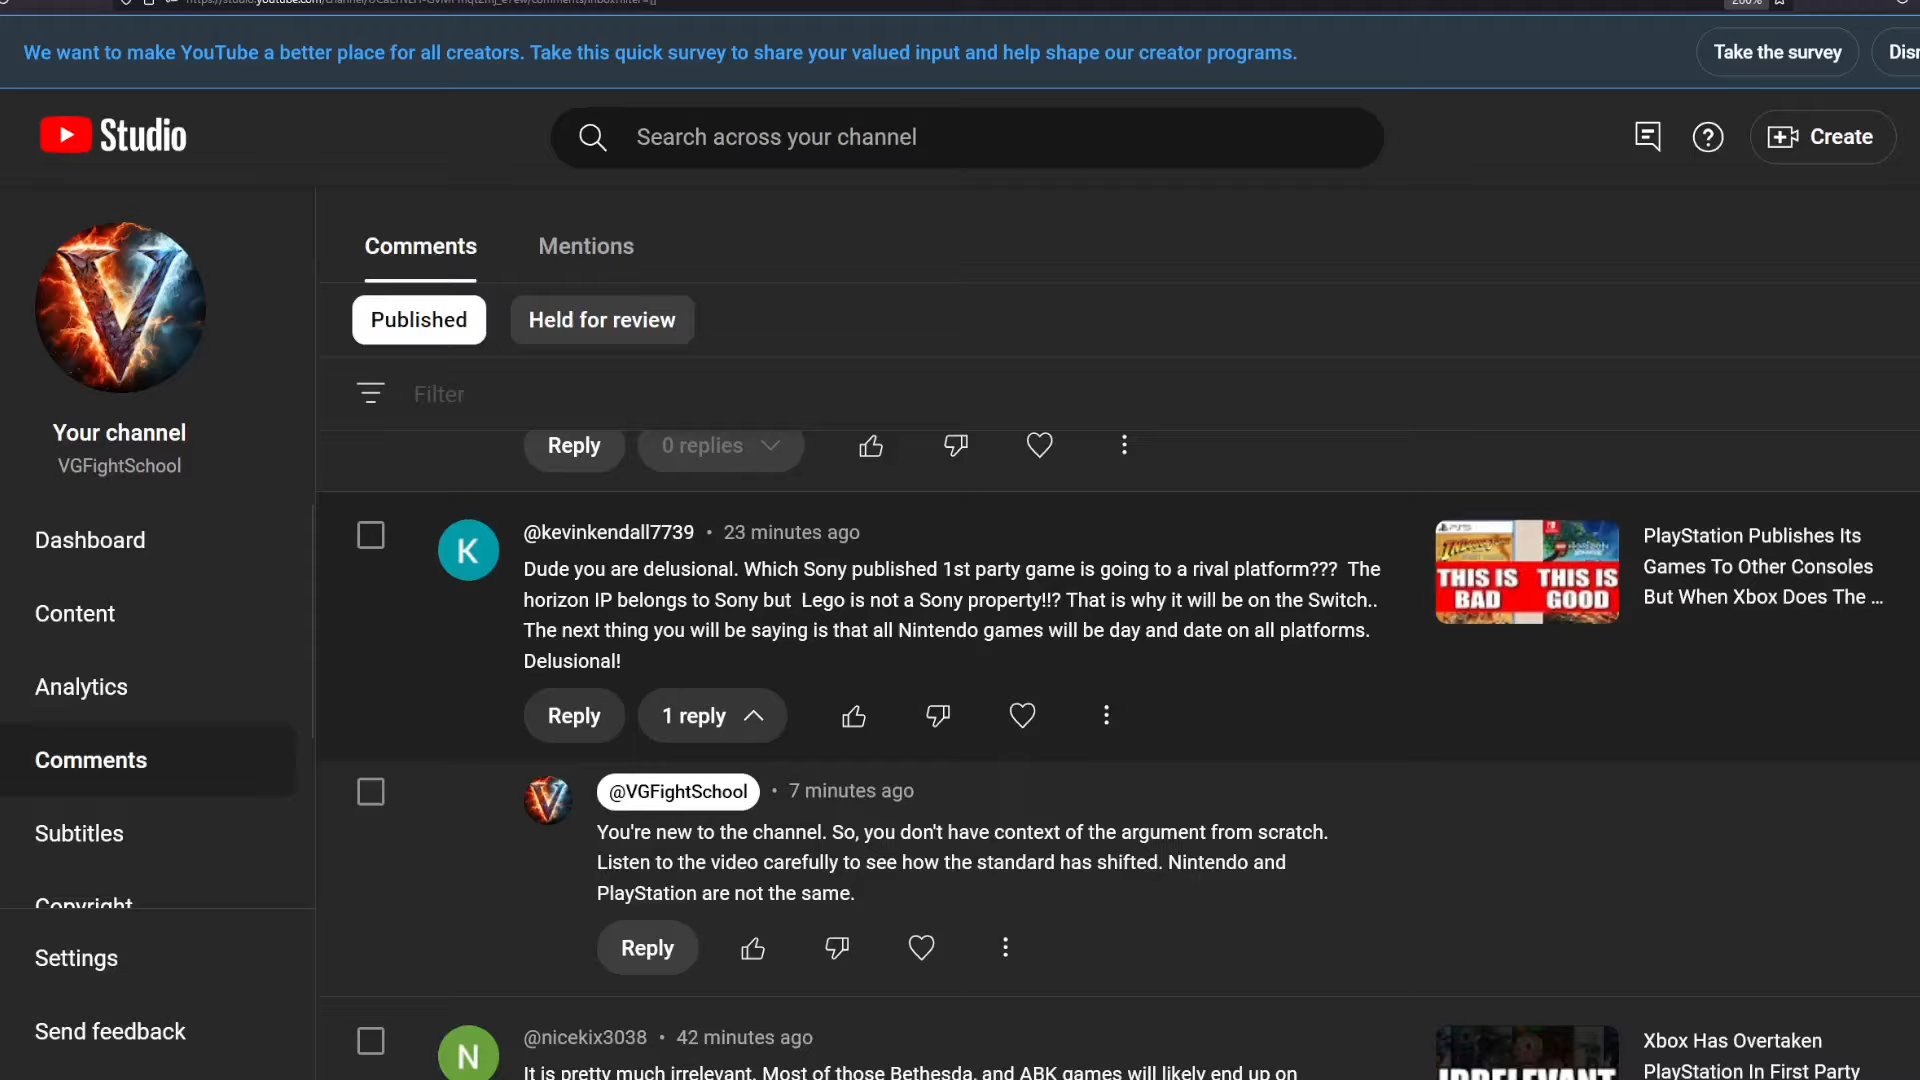 We want to make YouTube a better place for all creators. Take this quick survey to share your valued input and help shape our creator programs.
Take the survey
Studio
Search across your channel
Create
Your channel
VGFightSchool
Dashboard
Content
Analytics
Comments
Subtitles
Copyright
Settings
Send feedback
Comments
Mentions
Published
Held for review
Filter
Reply
0 replies
K
@kevinkendall7739 • 23 minutes ago
Dude you are delusional. Which Sony published 1st party game is going to a rival platform??? The
horizon IP belongs to Sony but Lego is not a Sony property!!? That is why it will be on the Switch..
The next thing you will be saying is that all Nintendo games will be day and date on all platforms.
Delusional!
Reply
1 reply
THIS IS BAD
THIS IS GOOD
PlayStation Publishes Its
Games To Other Consoles
But When Xbox Does The ...
@VGFightSchool • 7 minutes ago
You're new to the channel. So, you don't have context of the argument from scratch.
Listen to the video carefully to see how the standard has shifted. Nintendo and
PlayStation are not the same.
Reply
N
@nicekix3038 • 42 minutes ago
It is pretty much irrelevant. Most of those Bethesda, and ABK games will likely end up on
IRRELEVANT
Xbox Has Overtaken
PlayStation In First Party